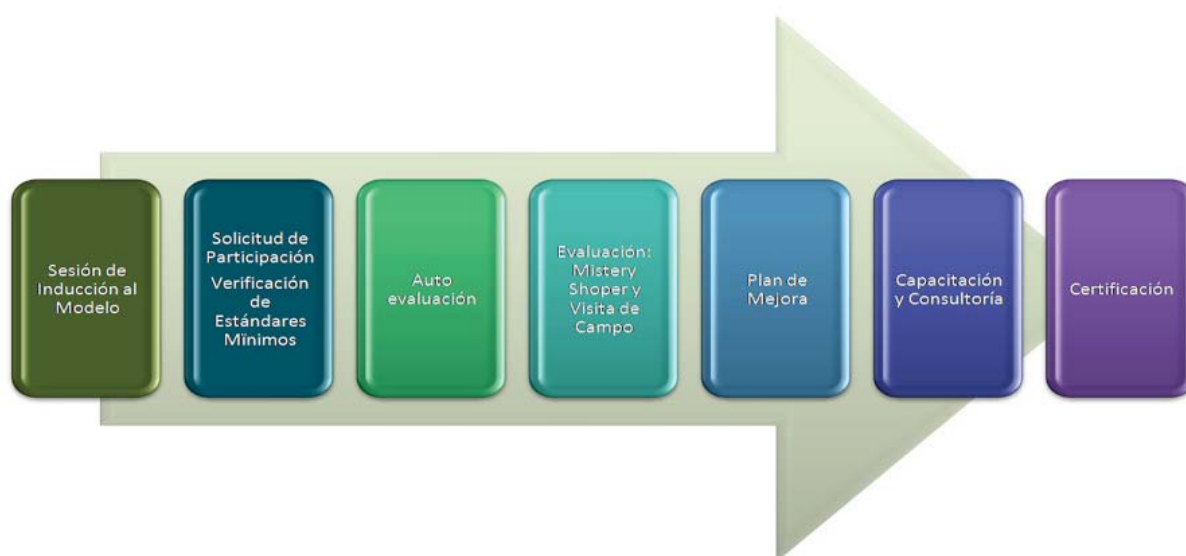 Sesión de
Inducción al
Modelo
Solicitud de
Participación
Verificación
de
Estándares
Mïnimos
Auto
evaluación
Evaluación:
Mistery
Shoper y
Visita de
Campo
Plan de
Mejora
Capacitación
y Consultoría
Certificación